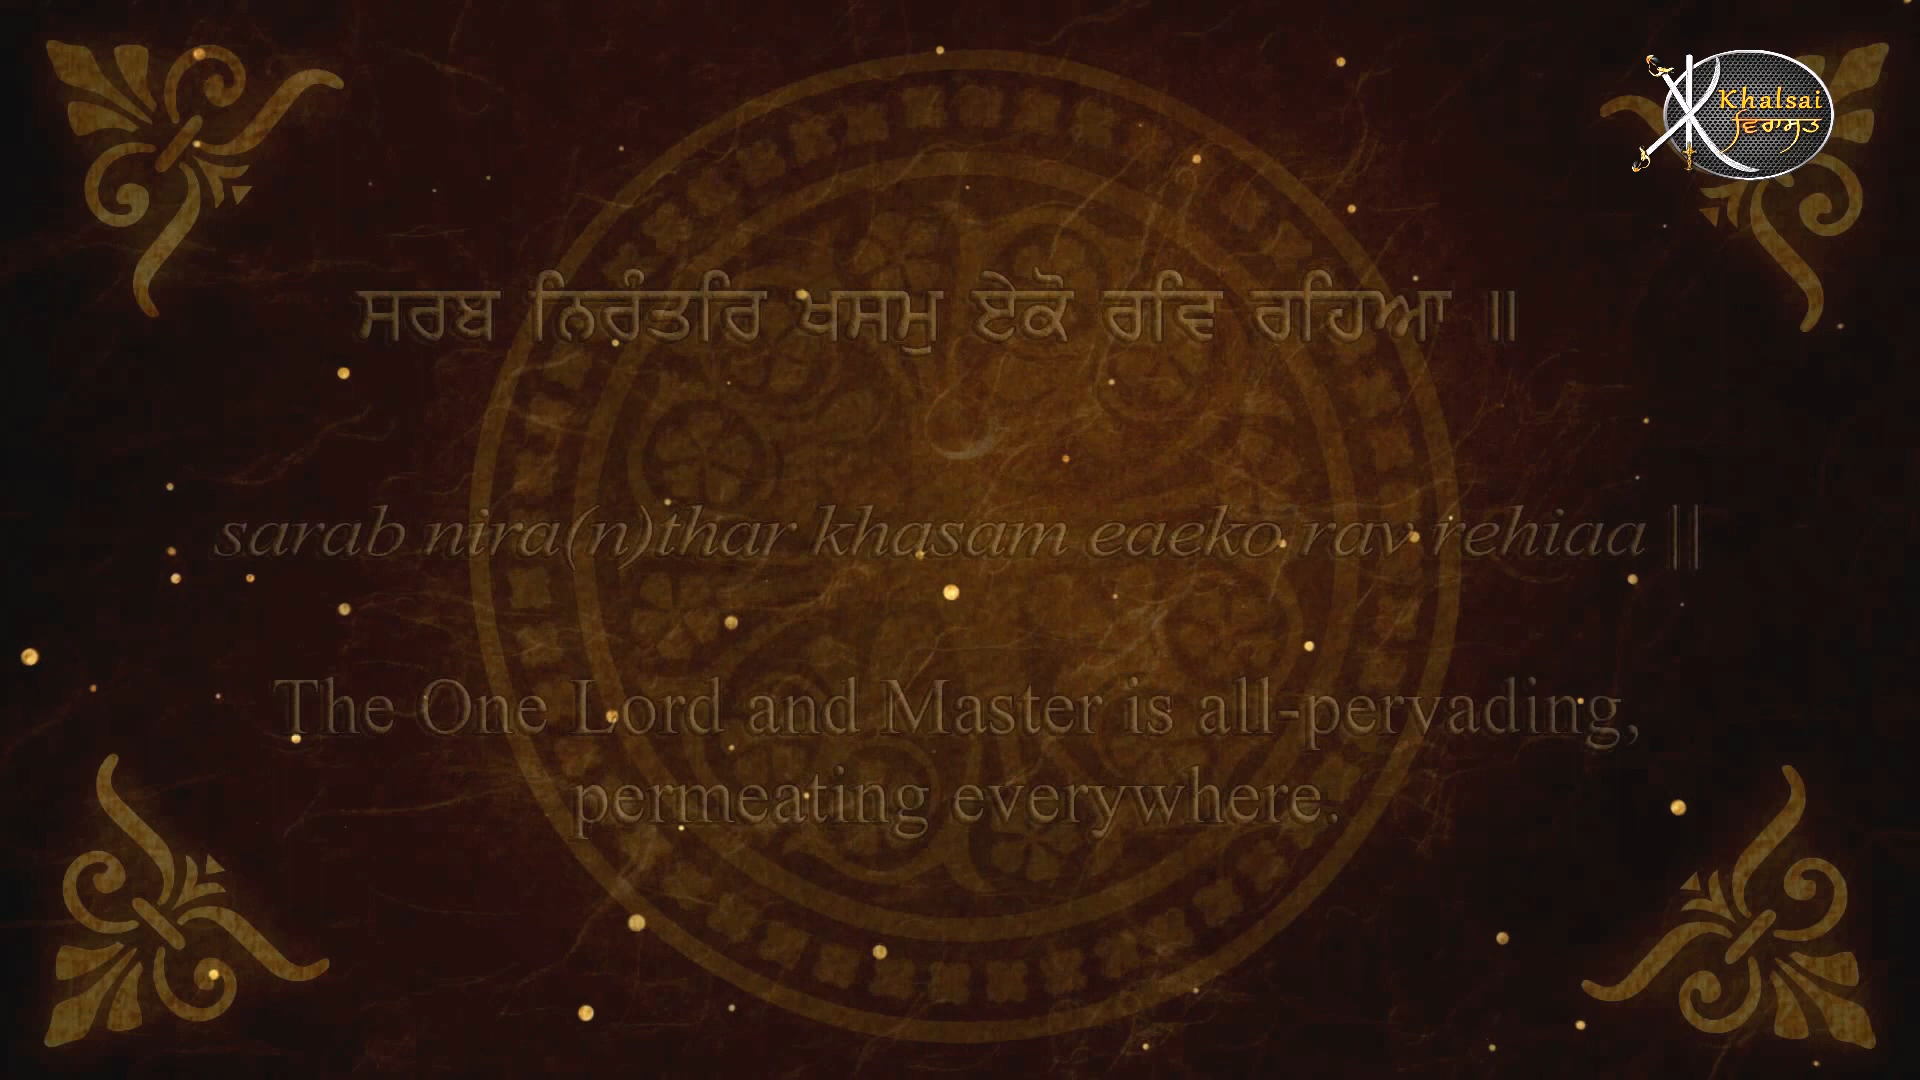 Khalsai
ਵਿਰਾਸਤ
ਸਰਬ ਨਿਰੰਤਰਿ ਖਸਮੁ ਏਕੋ ਰਵਿ ਰਹਿਆ ॥
sarab nira(n)thar khasam eaeko rav rehiaa ||
The One Lord and Master is all-pervading,
permeating everywhere.